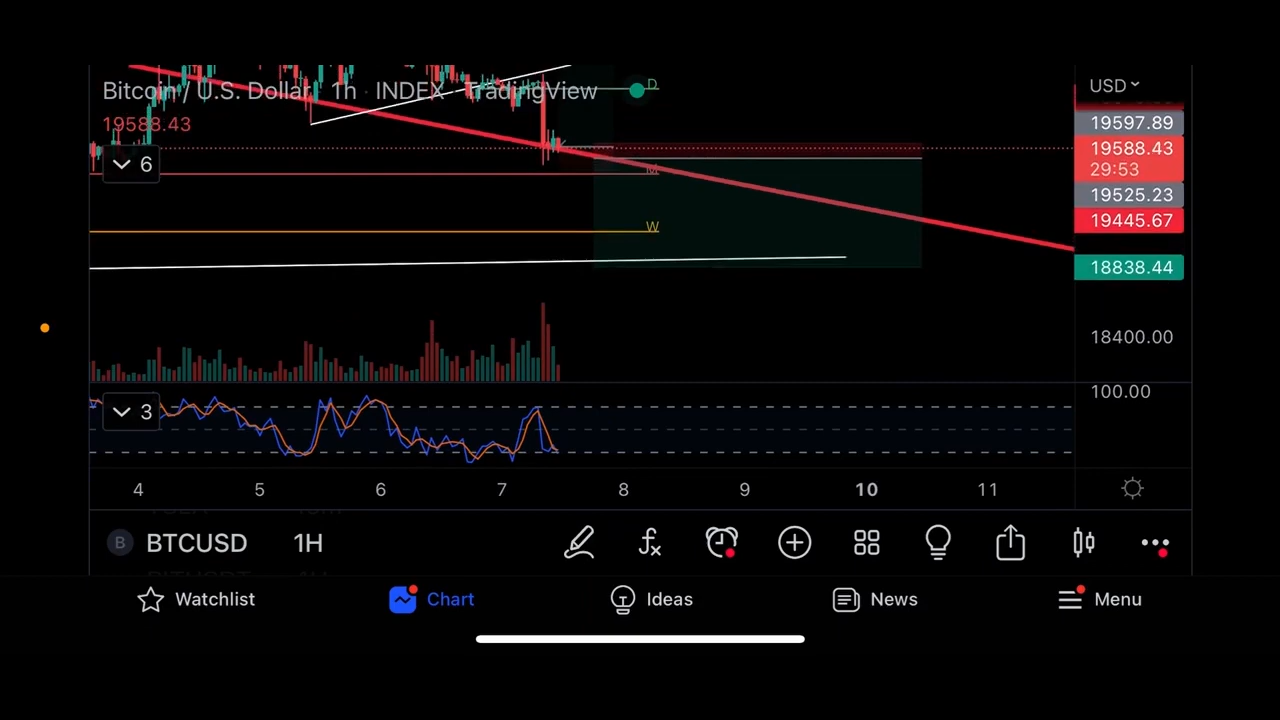 Bitcoin / U.S. Dollar · 1h · INDEX · TradingView
D
USD
19588.43
19597.89
19588.43
29:53
6
M
19525.23
19445.67
W
18838.44
18400.00
100.00
3
4 5 6 7 8 9 10 11
B BTCUSD 1H
Watchlist Chart Ideas News Menu